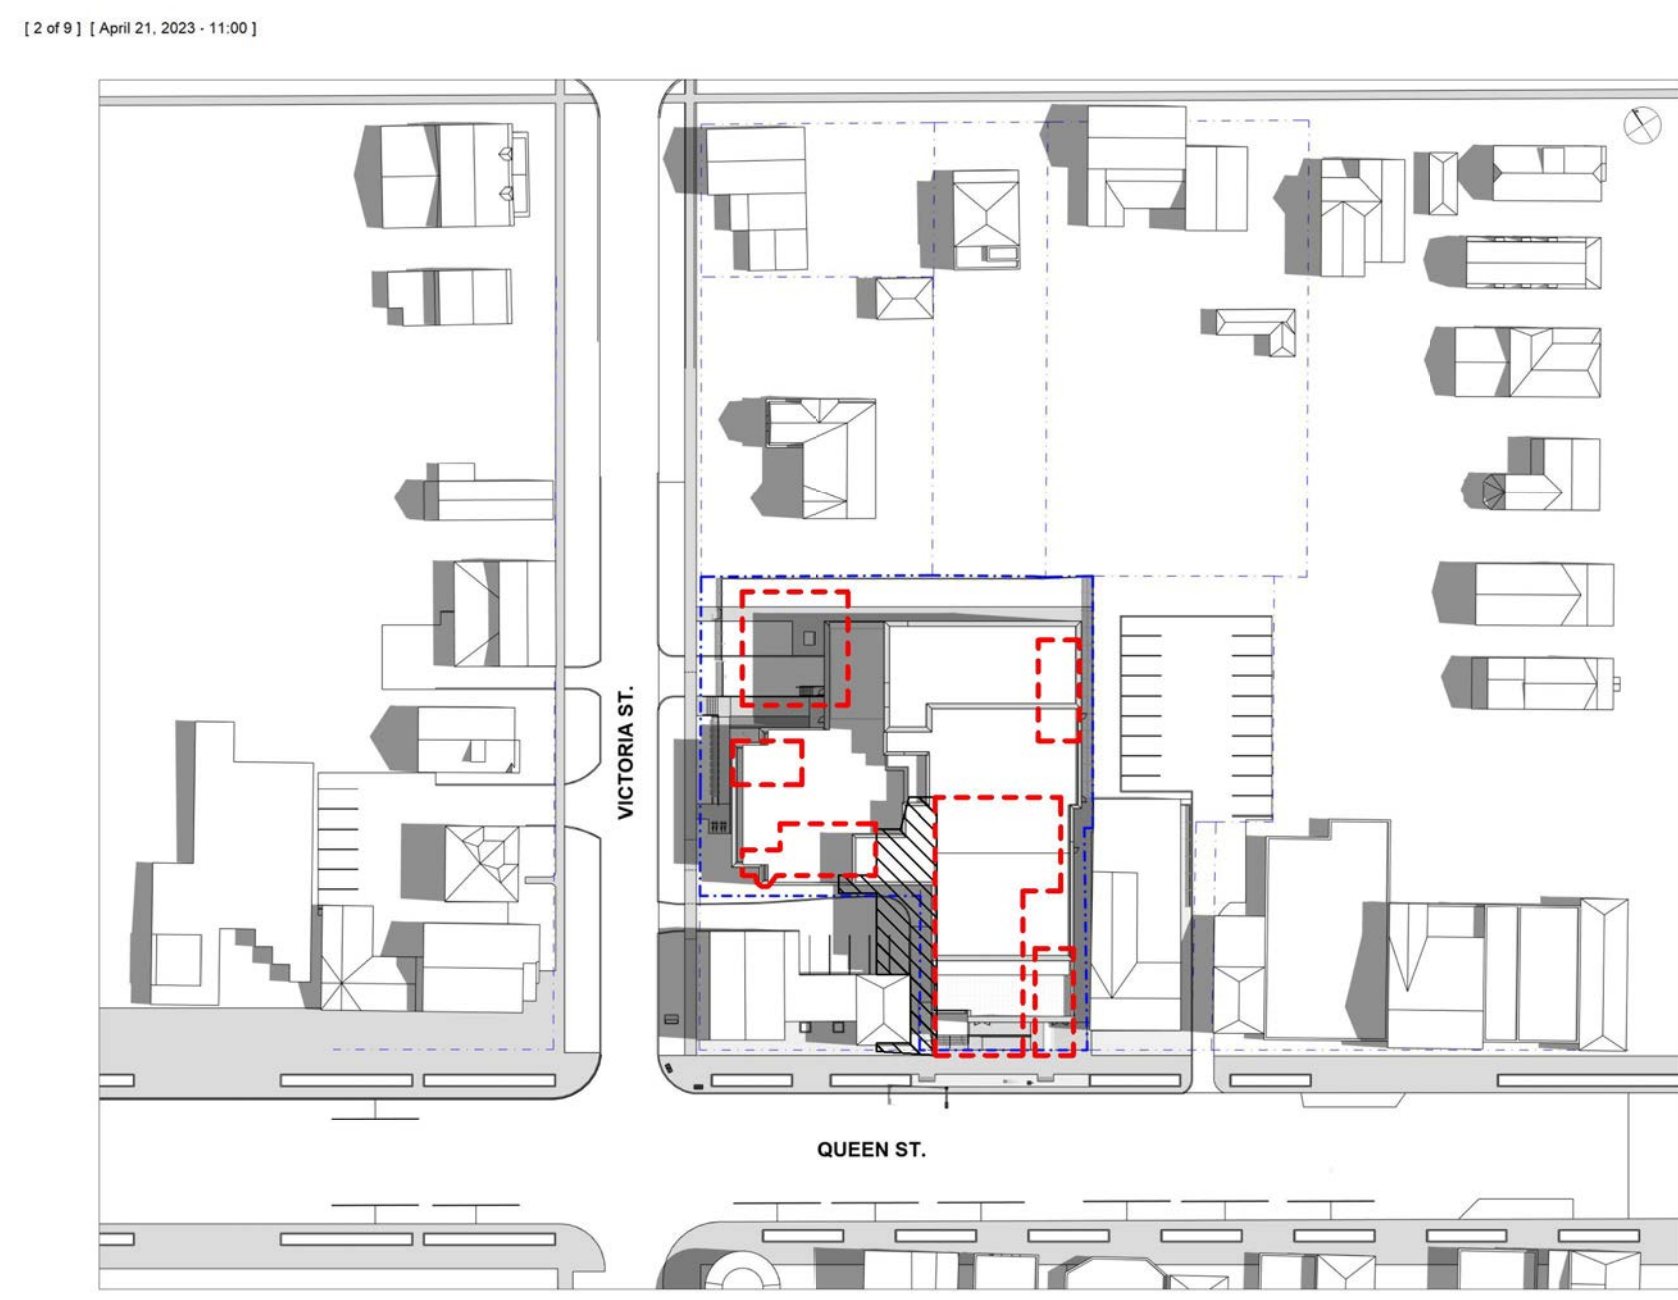 [ 2 of 9 ] [ April 21, 2023 - 11:00 ]
VICTORIA ST.
QUEEN ST.